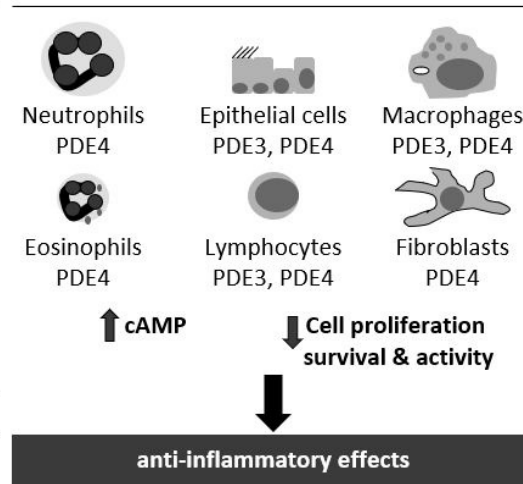 Neutrophils Epithelial cells Macrophages
PDE4 PDE3, PDE4 PDE3, PDE4
Eosinophils Lymphocytes Fibroblasts
PDE4 PDE3, PDE4 PDE4
cAMP Cell proliferation
survival & activity
anti-inflammatory effects